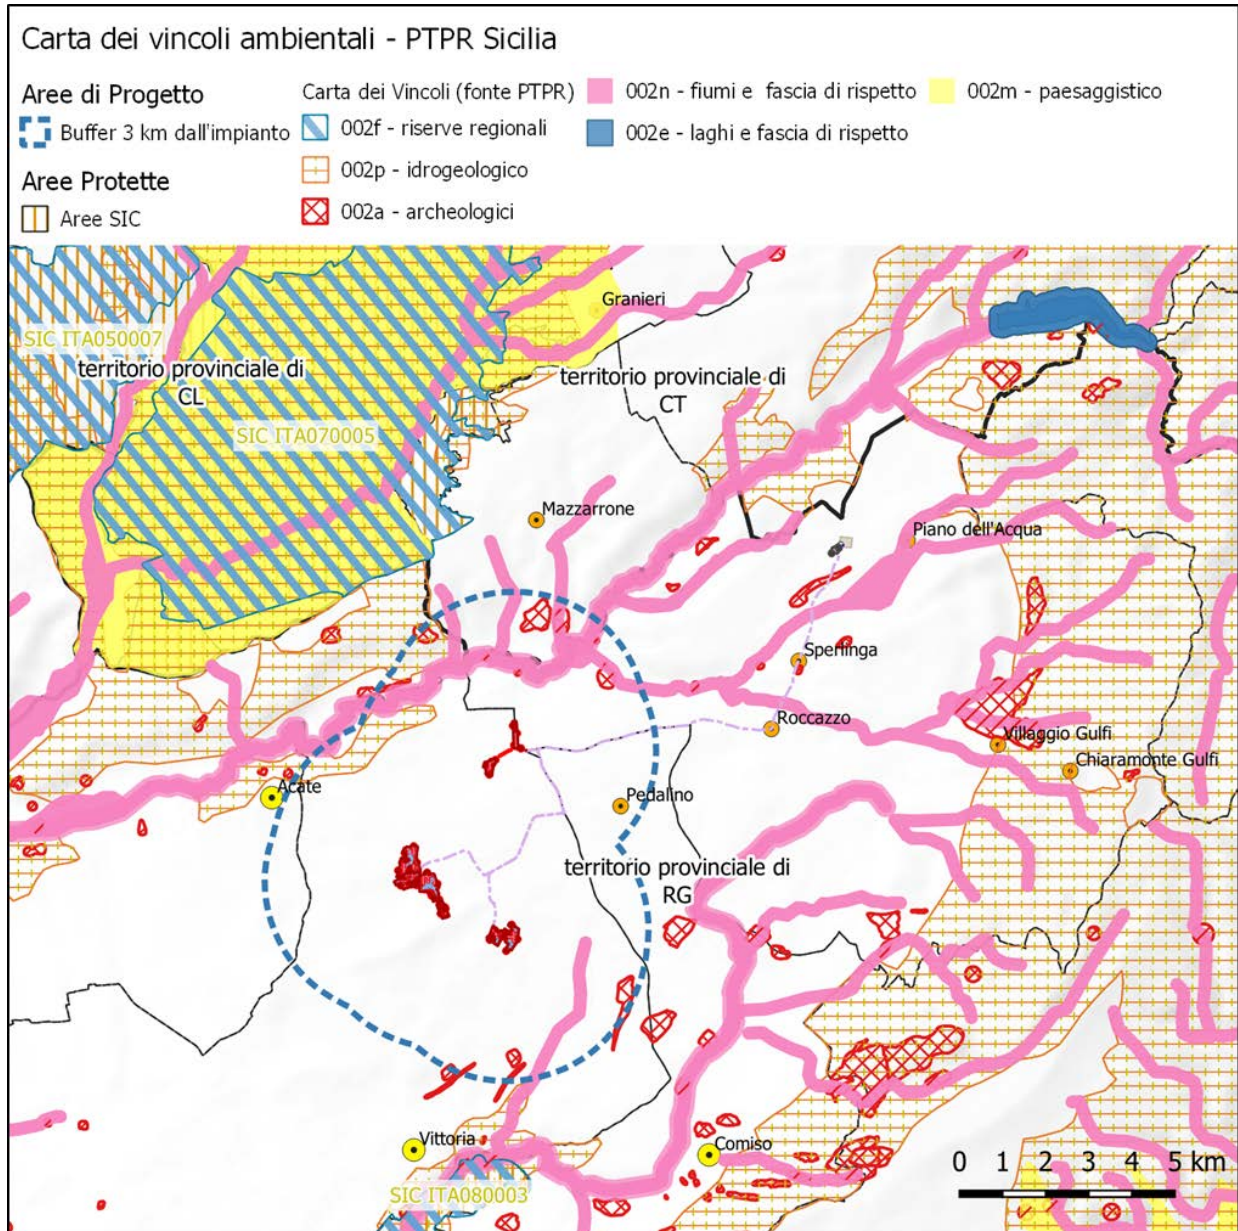 Carta dei vincoli ambientali - PTPR Sicilia
Aree di Progetto
Buffer 3 km dall'impianto
Aree Protette
Aree SIC
Carta dei Vincoli (fonte PTPR)
002f - riserve regionali
002p - idrogeologico
002a - archeologici
002n - fiumi e fascia di rispetto
002e - laghi e fascia di rispetto
002m - paesaggistico
Granieri
SIC ITA050007
territorio provinciale di
CL
territorio provinciale di
CT
SIC ITA070005
Mazzarrone
Piano dell'Acqua
Sperlinga
Roccazzo
Villaggio Gulfi
Chiaramonte Gulfi
Acate
Pedalino
territorio provinciale di
RG
Vittoria
Comiso
SIC ITA080003
0 1 2 3 4 5 km